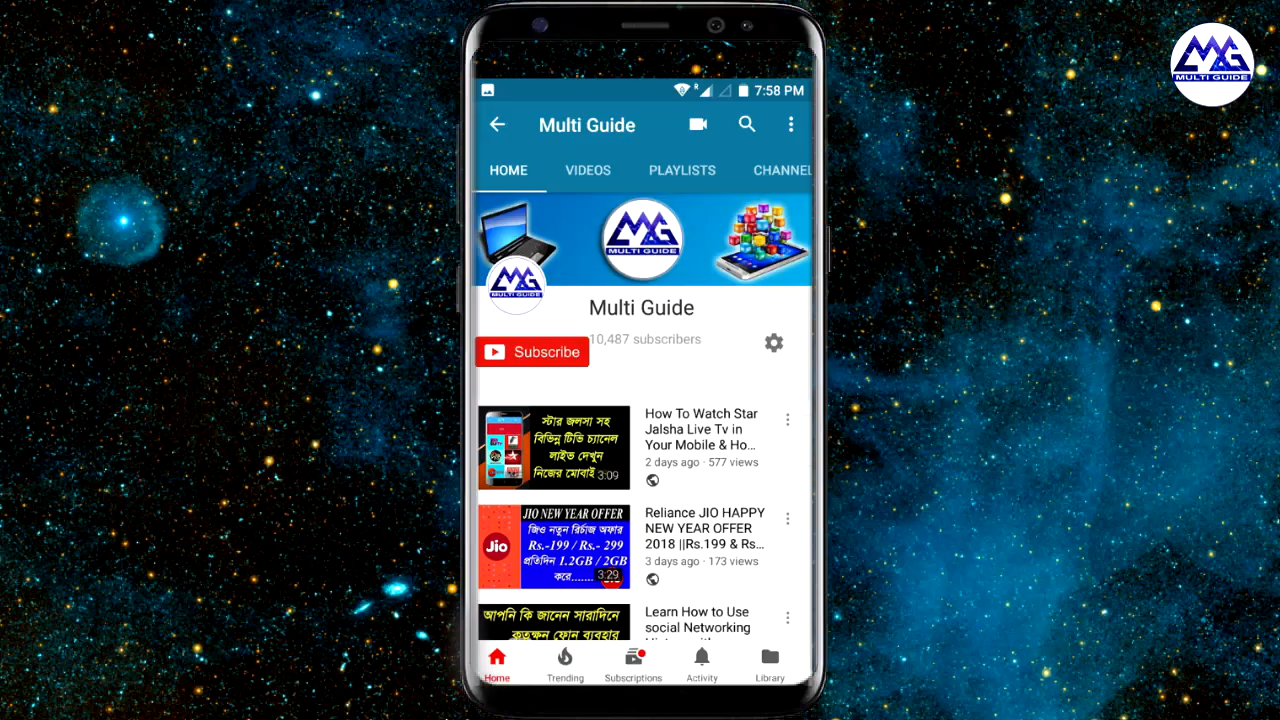 MG
MULTI GUIDE
R
7:58 PM
Multi Guide
HOME VIDEOS PLAYLISTS CHANNEL
MG
MULTI GUIDE
MG
MULTI GUIDE
Multi Guide
10,487 subscribers
Subscribe
স্টার জলসা সহ
বিভিন্ন টিভি চ্যানেল
লাইভ দেখুন
নিজের মোবাই
3:09
How To Watch Star
Jalsha Live Tv in
Your Mobile & Ho...
2 days ago · 577 views
JIO NEW YEAR OFFER
জিও নতুন রির্চাজ অফার
Rs.-199 / Rs.- 299
প্রতিদিন 1.2GB / 2GB
করে.......
Jio
3:29
Reliance JIO HAPPY
NEW YEAR OFFER
2018 ||Rs.199 & Rs...
3 days ago · 173 views
আপনি কি জানেন সারাদিনে
কতক্ষন ফোন ব্যবহার
Learn How to Use
social Networking
Home Trending Subscriptions Activity Library